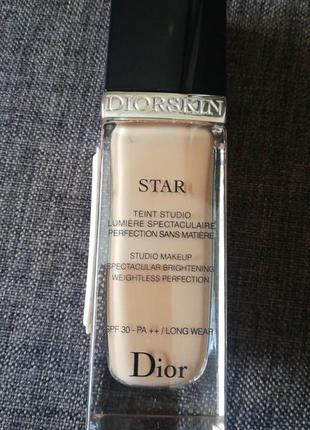 DIORSKIN
STAR
TEINT STUDIO
LUMIÈRE SPECTACULAIRE
PERFECTION SANS MATIÈRE
STUDIO MAKEUP
SPECTACULAR BRIGHTENING
WEIGHTLESS PERFECTION
SPF 30 - PA ++ / LONG WEAR
Dior